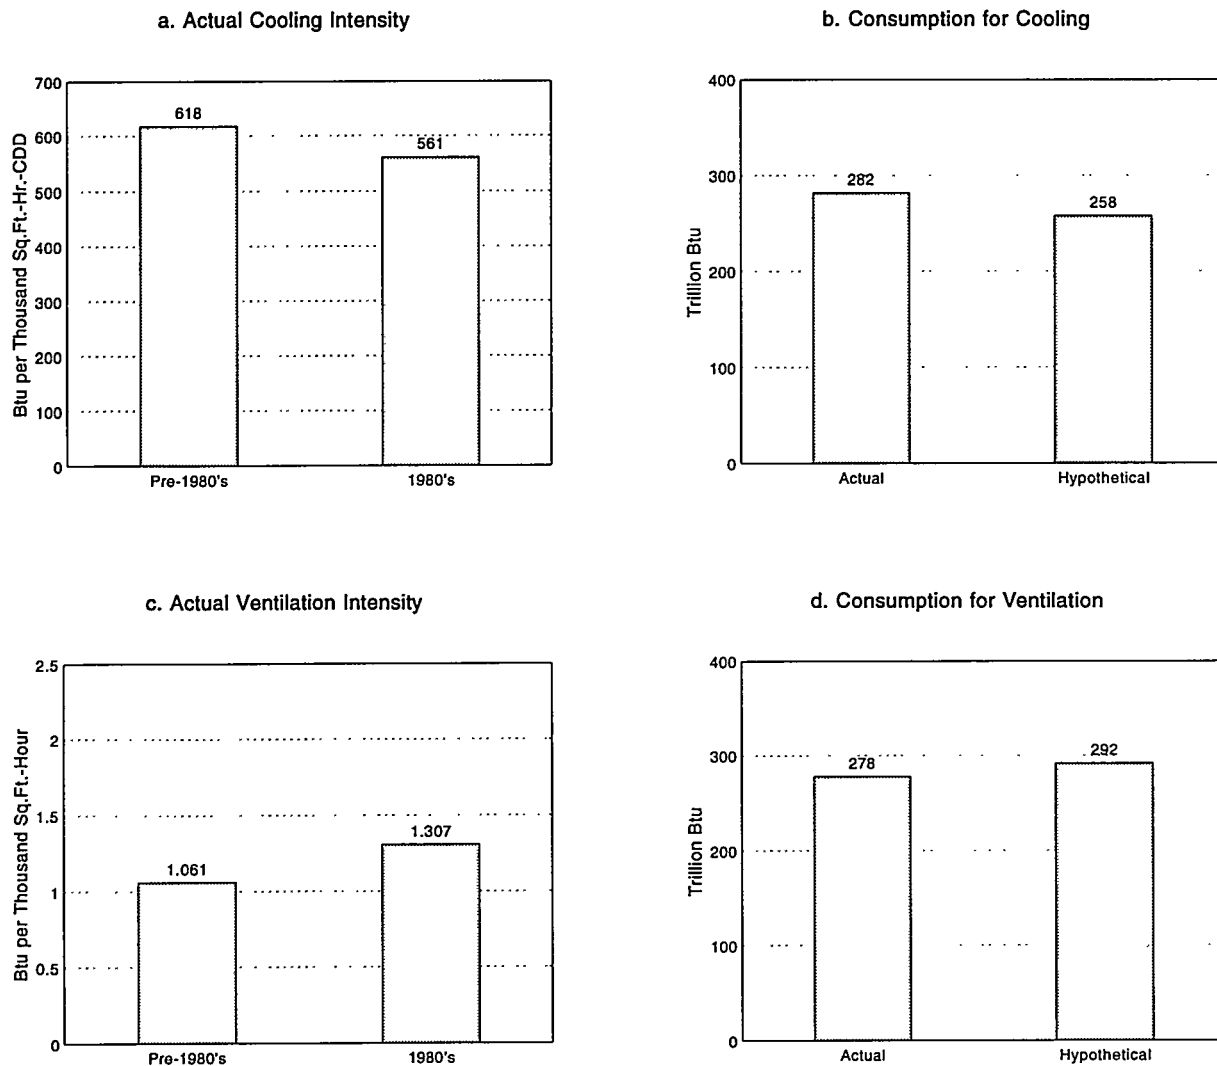 a. Actual Cooling Intensity
Btu per Thousand Sq.Ft.-Hr.-CDD
700
600
500
400
300
200
100
0
618
561
Pre-1980's
1980's
b. Consumption for Cooling
Trillion Btu
400
300
200
100
0
282
258
Actual
Hypothetical
c. Actual Ventilation Intensity
Btu per Thousand Sq.Ft.-Hour
2.5
2
1.5
1
0.5
0
1.061
1.307
Pre-1980's
1980's
d. Consumption for Ventilation
Trillion Btu
400
300
200
100
0
278
292
Actual
Hypothetical